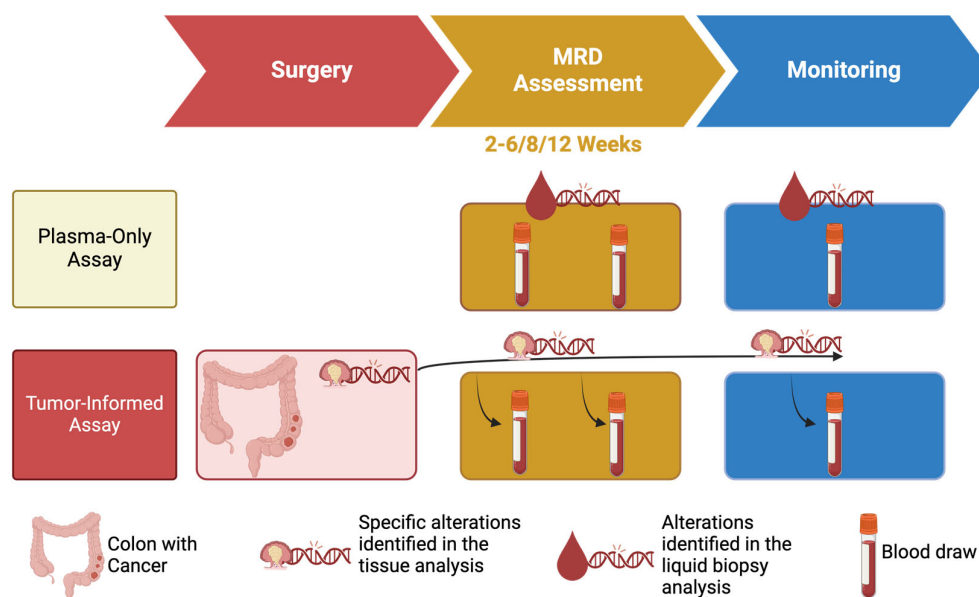 Surgery
MRD
Assessment
Monitoring
2-6/8/12 Weeks
Plasma-Only
Assay
Tumor-Informed
Assay
Colon with
Cancer
Specific alterations
identified in the
tissue analysis
Alterations
identified in the
liquid biopsy
analysis
Blood draw